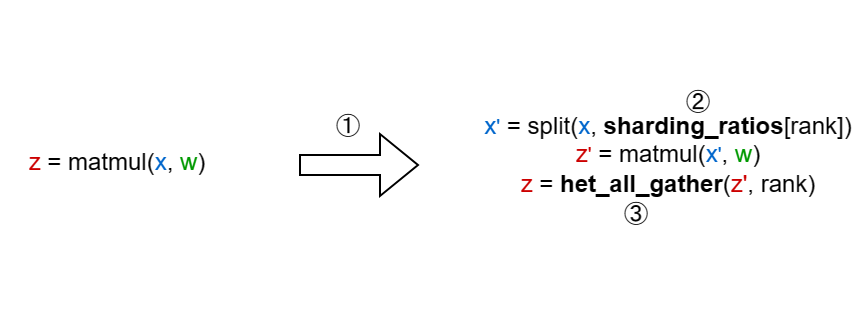 z = matmul(x, w)
①
②
x' = split(x, sharding_ratios[rank])
z' = matmul(x', w)
z = het_all_gather(z', rank)
③